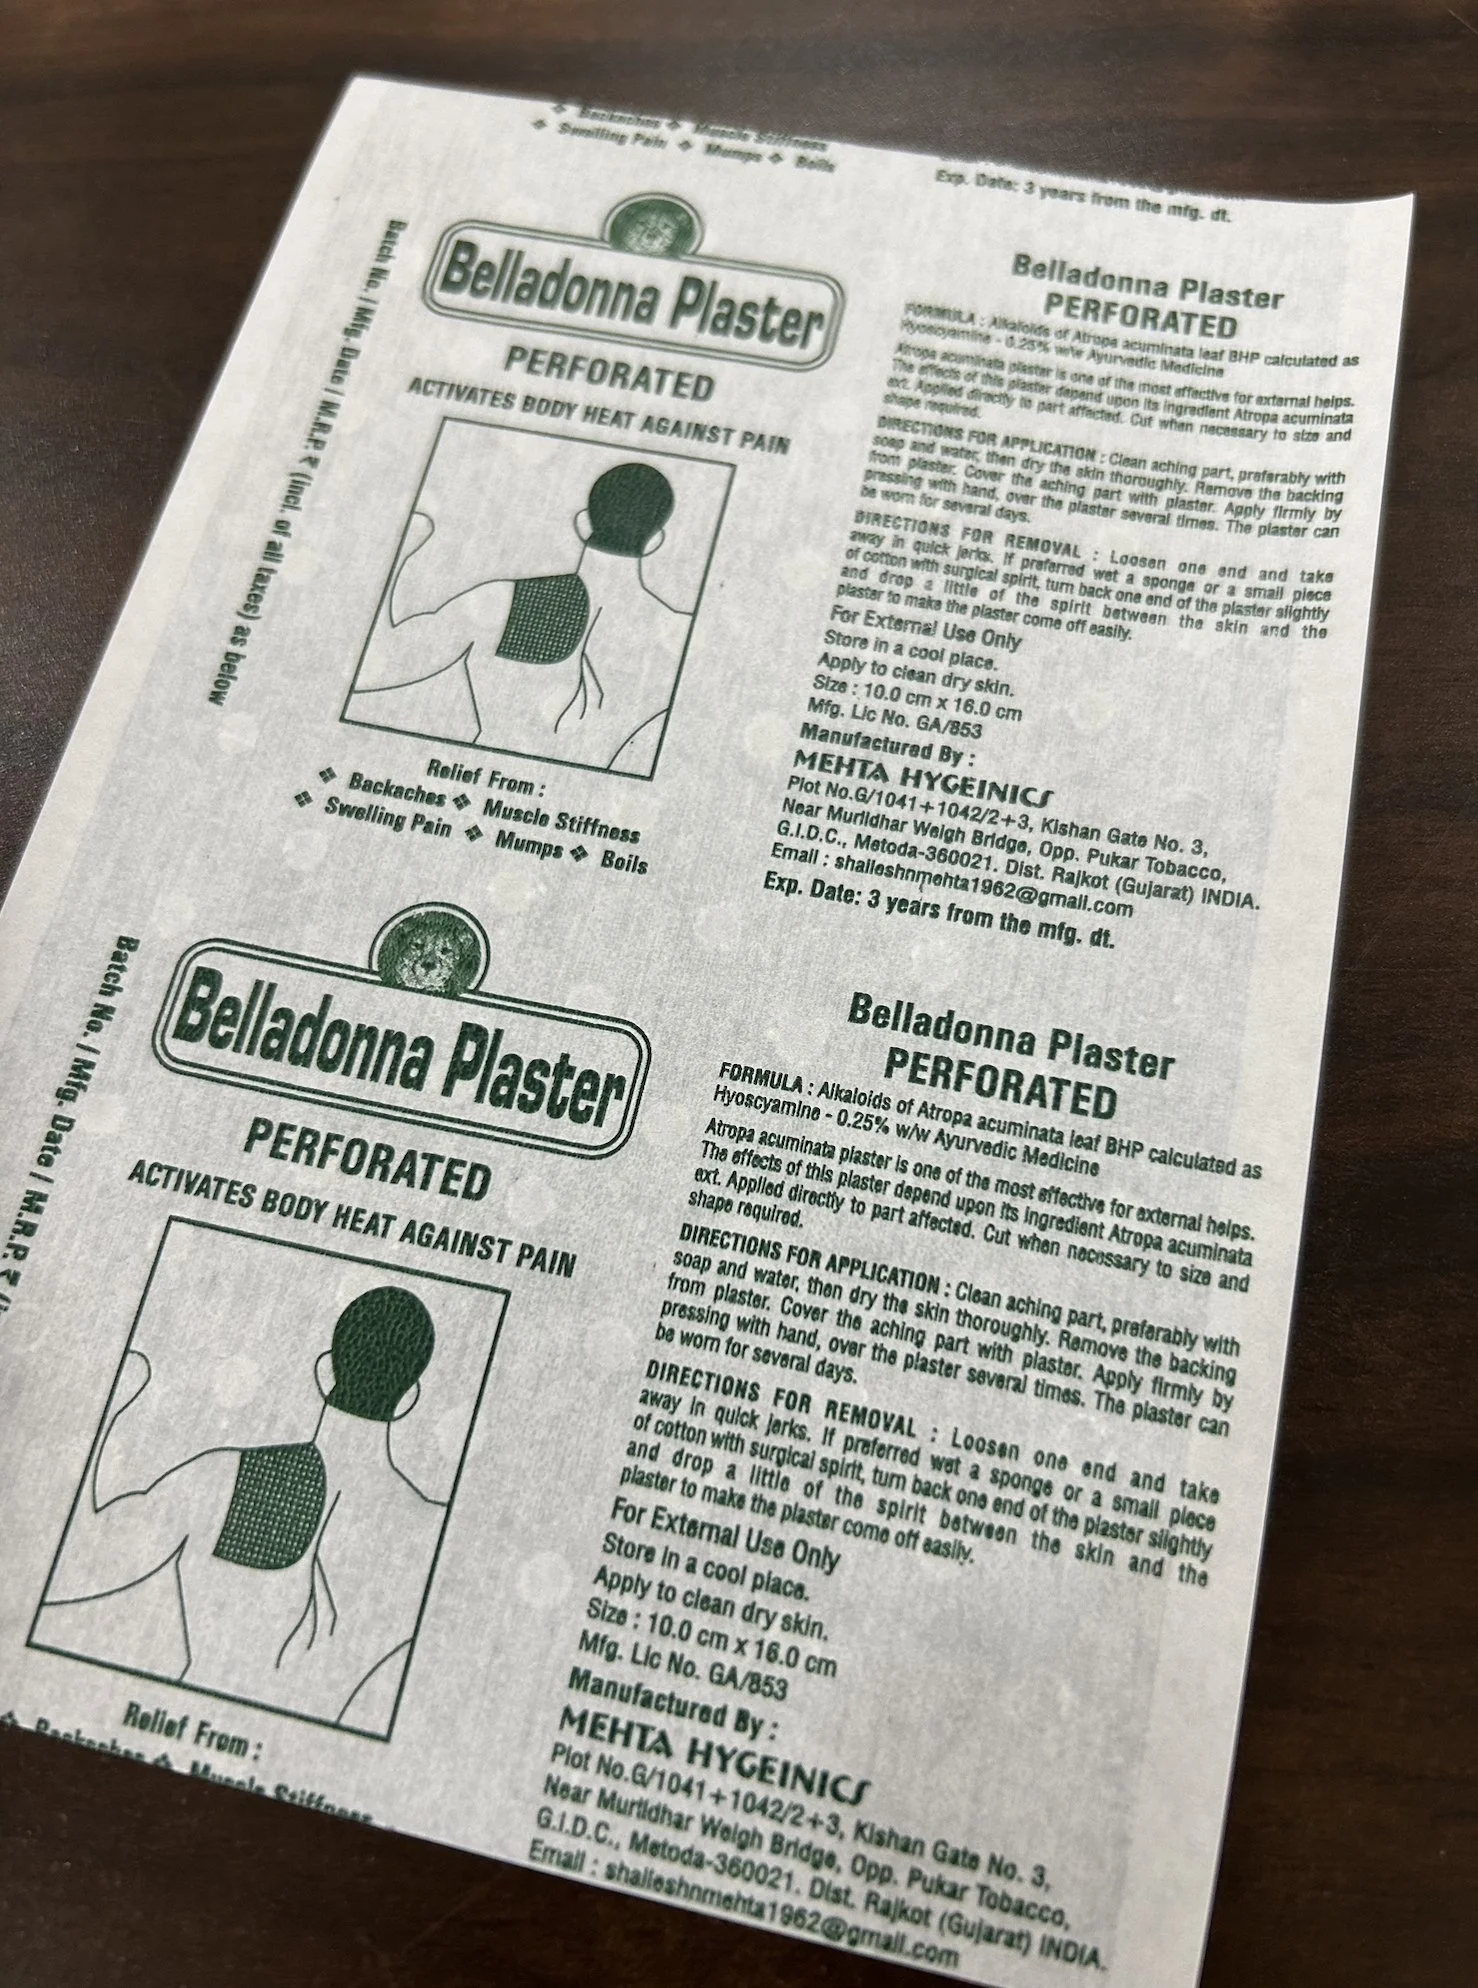 Backaches ❖ Muscle Stiffness
❖ Swelling Pain ❖ Mumps ❖ Boils
Exp. Date: 3 years from the mfg. dt.
Batch No. / Mfg. Date / M.R.P. ₹ (incl. of all taxes) as below
Belladonna Plaster
PERFORATED
ACTIVATES BODY HEAT AGAINST PAIN
Relief From :
❖ Backaches ❖ Muscle Stiffness
❖ Swelling Pain ❖ Mumps ❖ Boils
Belladonna Plaster
PERFORATED
FORMULA : Alkaloids of Atropa acuminata leaf BHP calculated as
Hyoscyamine - 0.25% w/w Ayurvedic Medicine
Atropa acuminata plaster is one of the most effective for external helps.
The effects of this plaster depend upon its ingredient Atropa acuminata
ext. Applied directly to part affected. Cut when necessary to size and
shape required.
DIRECTIONS FOR APPLICATION : Clean aching part, preferably with
soap and water, then dry the skin thoroughly. Remove the backing
from plaster. Cover the aching part with plaster. Apply firmly by
pressing with hand, over the plaster several times. The plaster can
be worn for several days.
DIRECTIONS FOR REMOVAL : Loosen one end and take
away in quick jerks. If preferred wet a sponge or a small piece
of cotton with surgical spirit, turn back one end of the plaster slightly
and drop a little of the spirit between the skin and the
plaster to make the plaster come off easily.
For External Use Only
Store in a cool place.
Apply to clean dry skin.
Size : 10.0 cm x 16.0 cm
Mfg. Lic No. GA/853
Manufactured By :
MEHTA HYGEINICS
Plot No.G/1041+1042/2+3, Kishan Gate No. 3,
Near Murlidhar Weigh Bridge, Opp. Pukar Tobacco,
G.I.D.C., Metoda-360021. Dist. Rajkot (Gujarat) INDIA.
Email : shaileshnmehta1962@gmail.com
Exp. Date: 3 years from the mfg. dt.
Batch No. / Mfg. Date / M.R.P. ₹ (i
Belladonna Plaster
PERFORATED
ACTIVATES BODY HEAT AGAINST PAIN
Relief From :
❖ Backaches ❖ Muscle Stiffness
Belladonna Plaster
PERFORATED
FORMULA : Alkaloids of Atropa acuminata leaf BHP calculated as
Hyoscyamine - 0.25% w/w Ayurvedic Medicine
Atropa acuminata plaster is one of the most effective for external helps.
The effects of this plaster depend upon its ingredient Atropa acuminata
ext. Applied directly to part affected. Cut when necessary to size and
shape required.
DIRECTIONS FOR APPLICATION : Clean aching part, preferably with
soap and water, then dry the skin thoroughly. Remove the backing
from plaster. Cover the aching part with plaster. Apply firmly by
pressing with hand, over the plaster several times. The plaster can
be worn for several days.
DIRECTIONS FOR REMOVAL : Loosen one end and take
away in quick jerks. If preferred wet a sponge or a small piece
of cotton with surgical spirit, turn back one end of the plaster slightly
and drop a little of the spirit between the skin and the
plaster to make the plaster come off easily.
For External Use Only
Store in a cool place.
Apply to clean dry skin.
Size : 10.0 cm x 16.0 cm
Mfg. Lic No. GA/853
Manufactured By :
MEHTA HYGEINICS
Plot No.G/1041+1042/2+3, Kishan Gate No. 3,
Near Murlidhar Weigh Bridge, Opp. Pukar Tobacco,
G.I.D.C., Metoda-360021. Dist. Rajkot (Gujarat) INDIA.
Email : shaileshnmehta1962@gmail.com